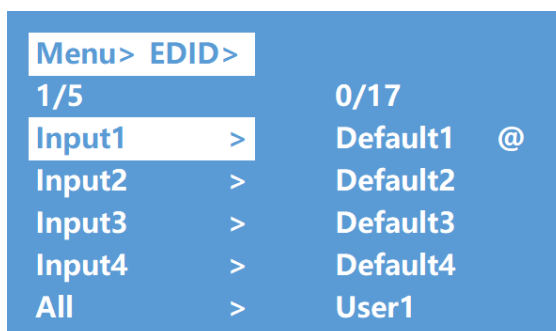 Menu> EDID>
1/5 0/17
Input1 > Default1 @
Input2 > Default2
Input3 > Default3
Input4 > Default4
All > User1